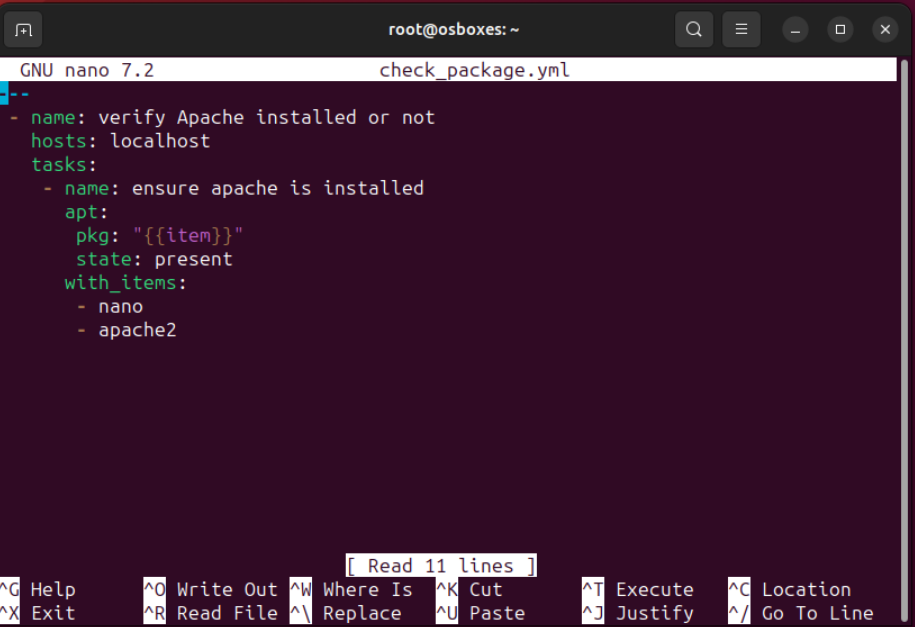 root@osboxes: ~
GNU nano 7.2 check_package.yml
---
- name: verify Apache installed or not
  hosts: localhost
  tasks:
   - name: ensure apache is installed
     apt:
      pkg: "{{item}}"
      state: present
     with_items:
      - nano
      - apache2
[ Read 11 lines ]
^G Help ^O Write Out ^W Where Is ^K Cut ^T Execute ^C Location
^X Exit ^R Read File ^\ Replace ^U Paste ^J Justify ^/ Go To Line